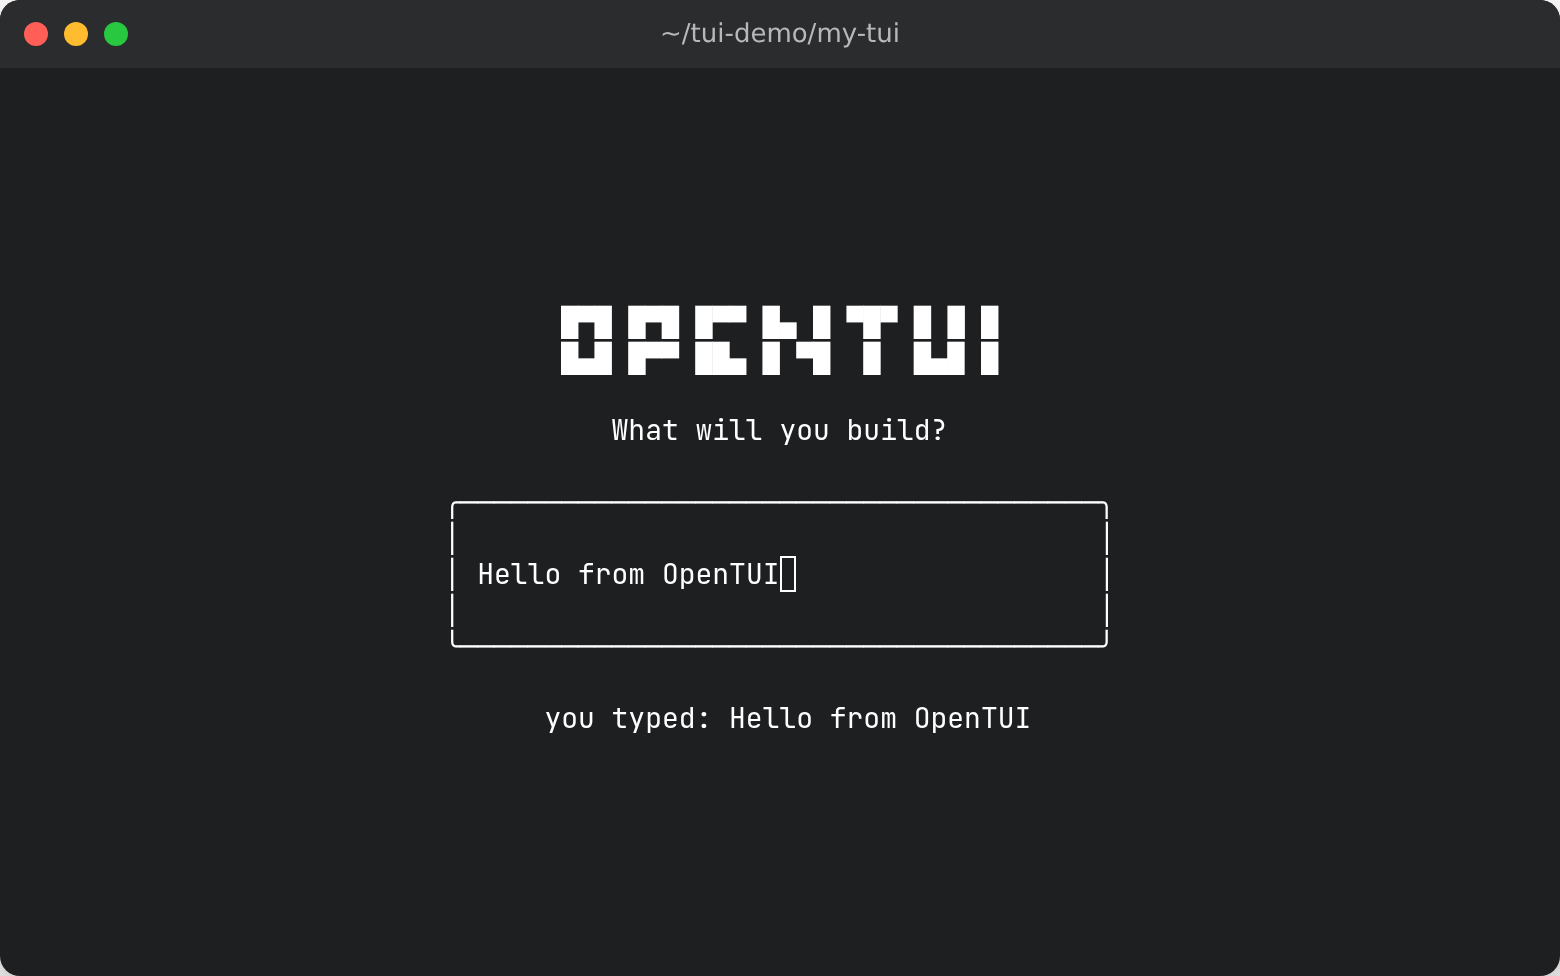 ~/tui-demo/my-tui
OPENTUI
What will you build?
Hello from OpenTUI
you typed: Hello from OpenTUI